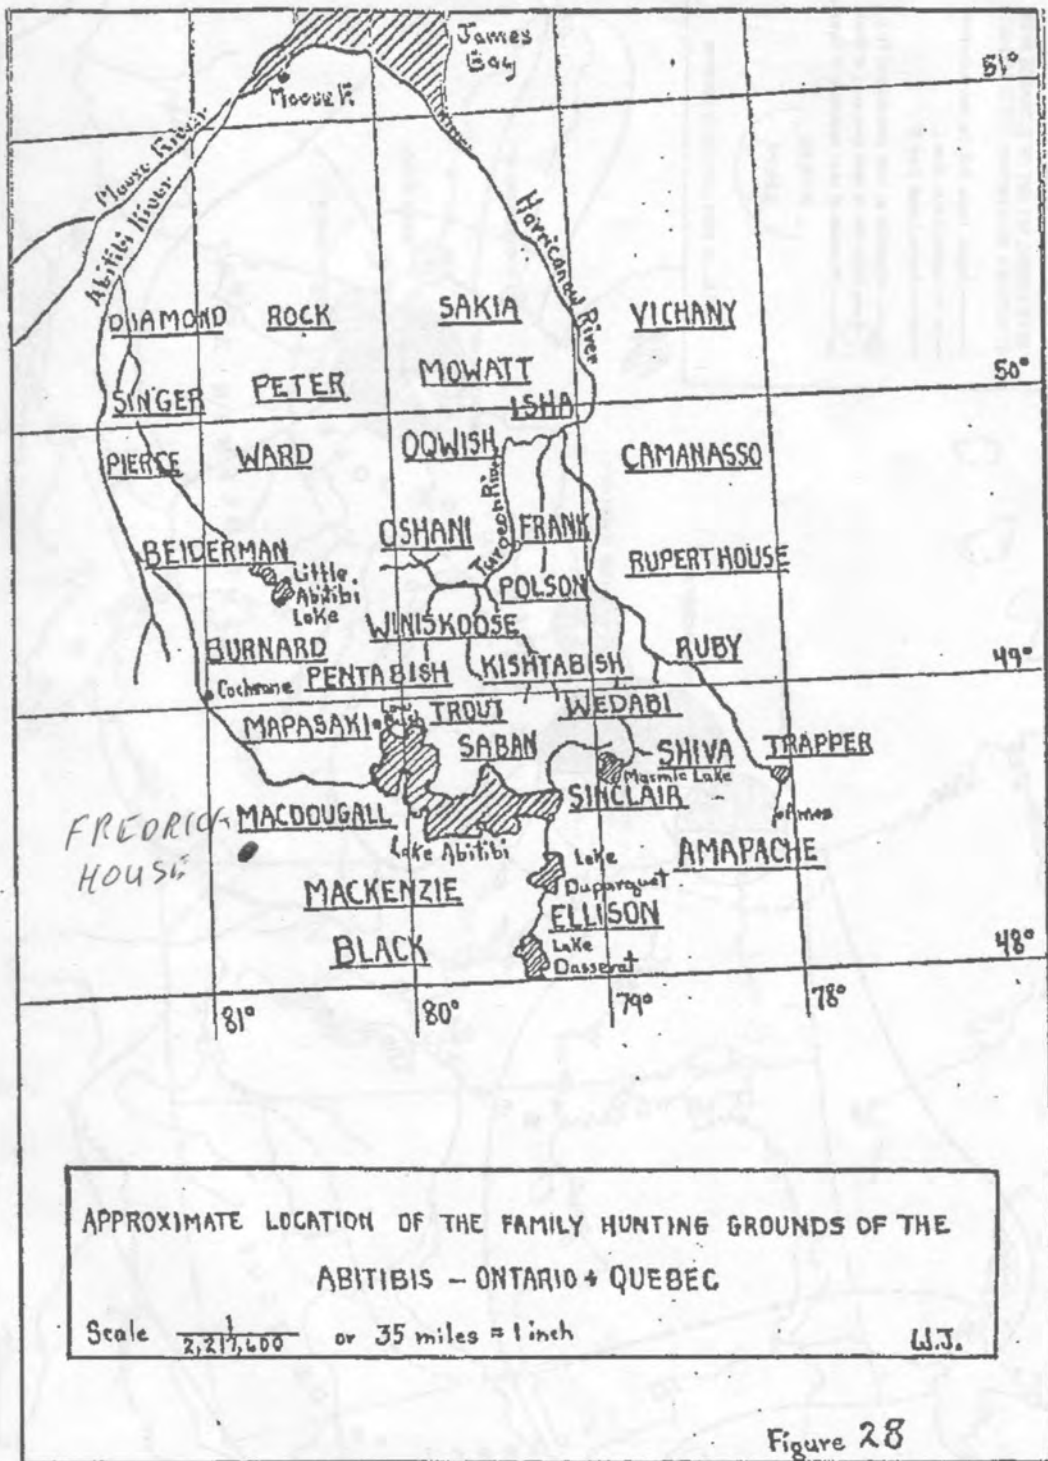 James
Bay
51°
Moose F.
Moose River
Abitibi River
Harricanaw River
DIAMOND
ROCK
SAKIA
VICHANY
50°
SINGER
PETER
MOWATT
ISHA
PIERCE
WARD
OQWISH
CAMANASSO
Turgeon River
OSHANI
FRANK
BEIDERMAN
RUPERTHOUSE
Little
Abitibi
Lake
POLSON
WINISKOOSE
BURNARD
RUBY
49°
PENTABISH
KISHTABISH
Cochrane
MAPASAKI
TROUT
WEDABI
SABAN
SHIVA
TRAPPER
Macmic Lake
SINCLAIR
Amos
FREDRICK
HOUSE
MACDOUGALL
Lake Abitibi
AMAPACHE
Lake
Duparquet
MACKENZIE
ELLISON
BLACK
Lake
Dasserat
48°
81°
80°
79°
78°
APPROXIMATE LOCATION OF THE FAMILY HUNTING GROUNDS OF THE
ABITIBIS - ONTARIO + QUEBEC
Scale 1/2,217,600 or 35 miles = 1 inch
W.J.
Figure 28